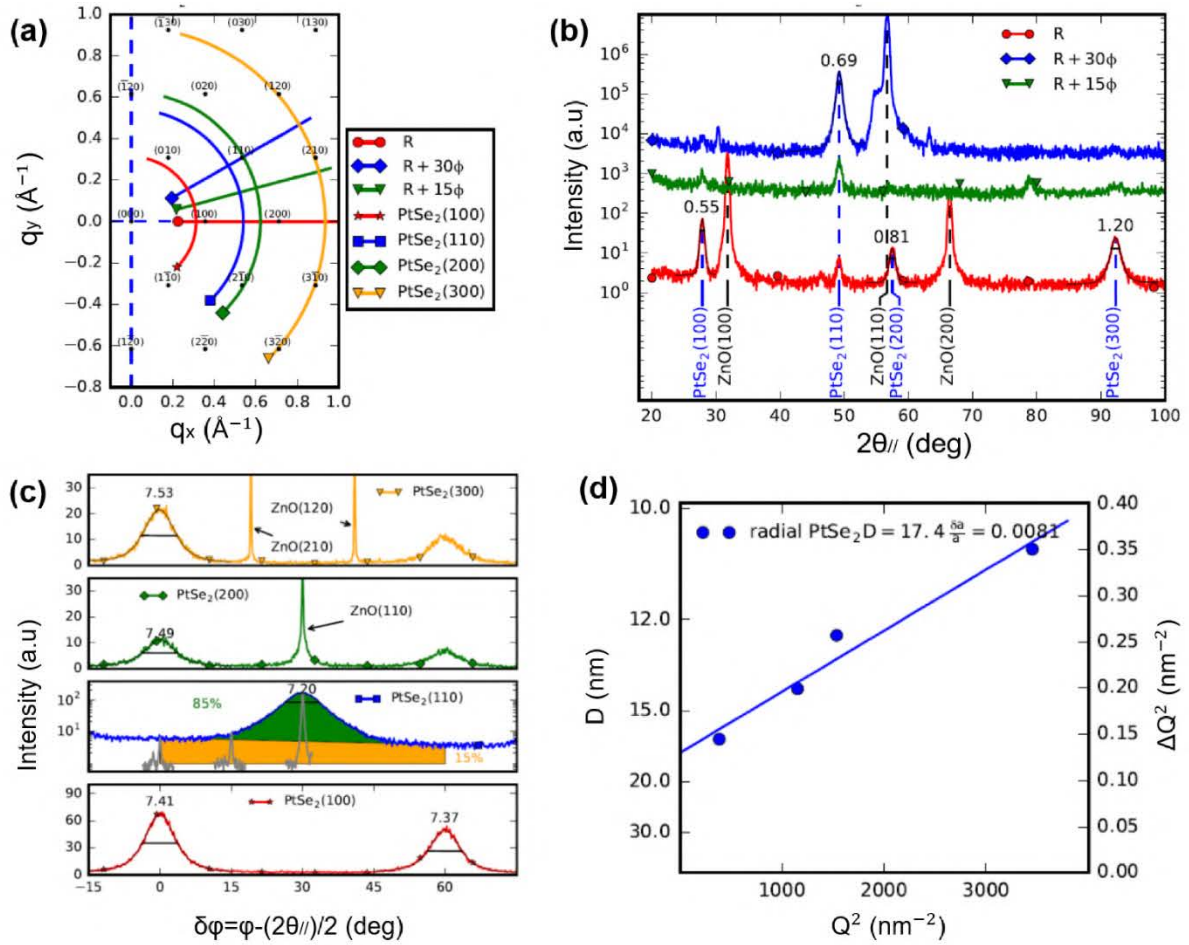 (a)
1.0
0.8
0.6
0.4
0.2
0.0
−0.2
−0.4
−0.6
−0.8
q_y (Å⁻¹)
(1̅30) (030) (130)
(1̅20) (020) (120)
(010) (110) (210)
(000) (100) (200)
(11̅0) (21̅0) (31̅0)
(12̅0) (22̅0) (32̅0)
0.0 0.2 0.4 0.6 0.8 1.0
q_x (Å⁻¹)
R
R + 30ϕ
R + 15ϕ
PtSe₂(100)
PtSe₂(110)
PtSe₂(200)
PtSe₂(300)
(b)
Intensity (a.u)
10⁶
10⁵
10⁴
10³
10²
10¹
10⁰
R
R + 30ϕ
R + 15ϕ
0.69
0.55
0.81
1.20
PtSe₂(100)
ZnO(100)
PtSe₂(110)
ZnO(110)
PtSe₂(200)
ZnO(200)
PtSe₂(300)
20 30 40 50 60 70 80 90 100
2θ// (deg)
(c)
Intensity (a.u)
30
20
10
0
7.53
ZnO(120)
ZnO(210)
PtSe₂(300)
30
20
10
0
PtSe₂(200)
7.49
ZnO(110)
10²
10¹
85%
7.20
PtSe₂(110)
15%
90
60
30
0
7.41
PtSe₂(100)
7.37
−15 0 15 30 45 60
δφ=φ-(2θ//)/2 (deg)
(d)
D (nm)
10.0
12.0
15.0
20.0
30.0
radial PtSe₂D = 17.4 δa/a = 0.0081
0.40
0.35
0.30
0.25
0.20
0.15
0.10
0.05
0.00
ΔQ² (nm⁻²)
0 1000 2000 3000
Q² (nm⁻²)